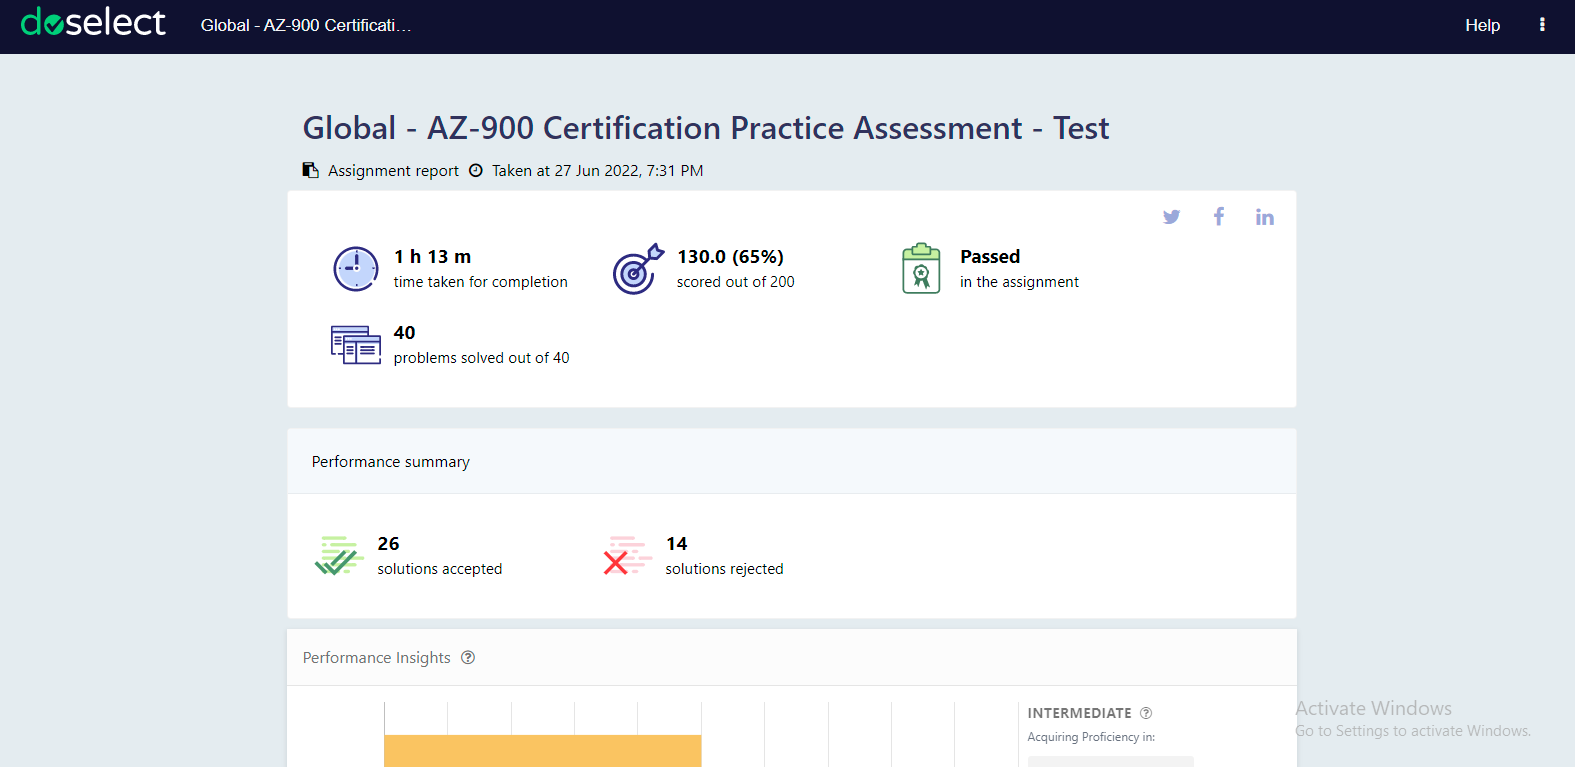 doselect Global - AZ-900 Certificati... Help
Global - AZ-900 Certification Practice Assessment - Test
Assignment report Taken at 27 Jun 2022, 7:31 PM
1 h 13 m
time taken for completion
130.0 (65%)
scored out of 200
Passed
in the assignment
40
problems solved out of 40
Performance summary
26
solutions accepted
14
solutions rejected
Performance Insights
INTERMEDIATE
Acquiring Proficiency in:
Activate Windows
Go to Settings to activate Windows.